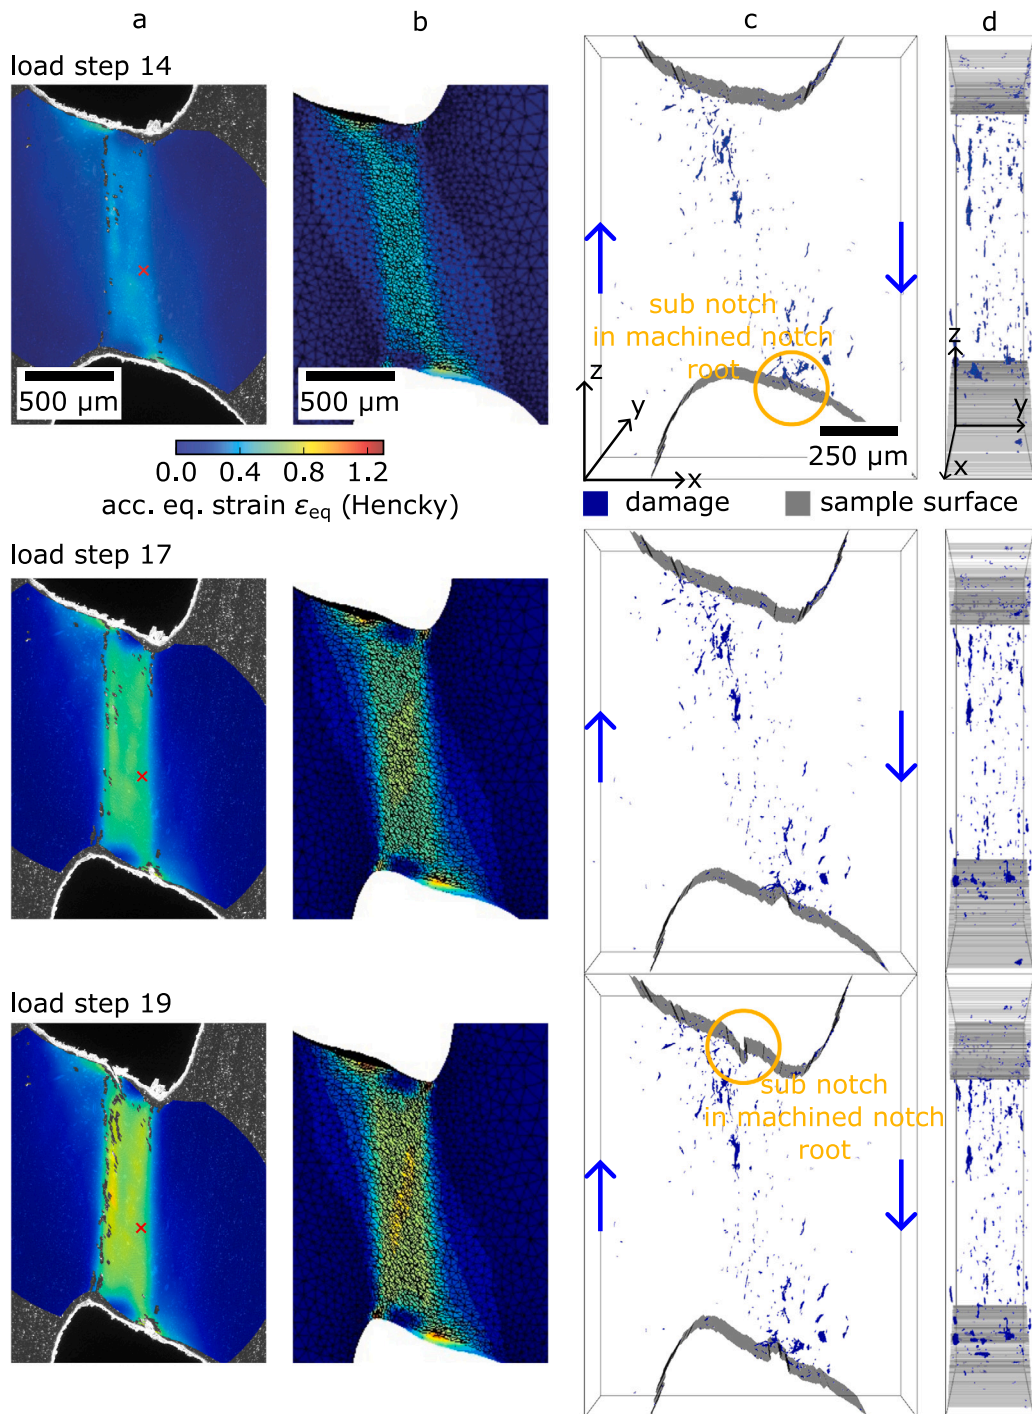 a b c d
load step 14
500 µm
500 µm
sub notch
in machined notch
root
z
y
x
250 µm
z
y
x
0.0 0.4 0.8 1.2
acc. eq. strain εeq (Hencky)
damage
sample surface
load step 17
load step 19
sub notch
in machined notch
root